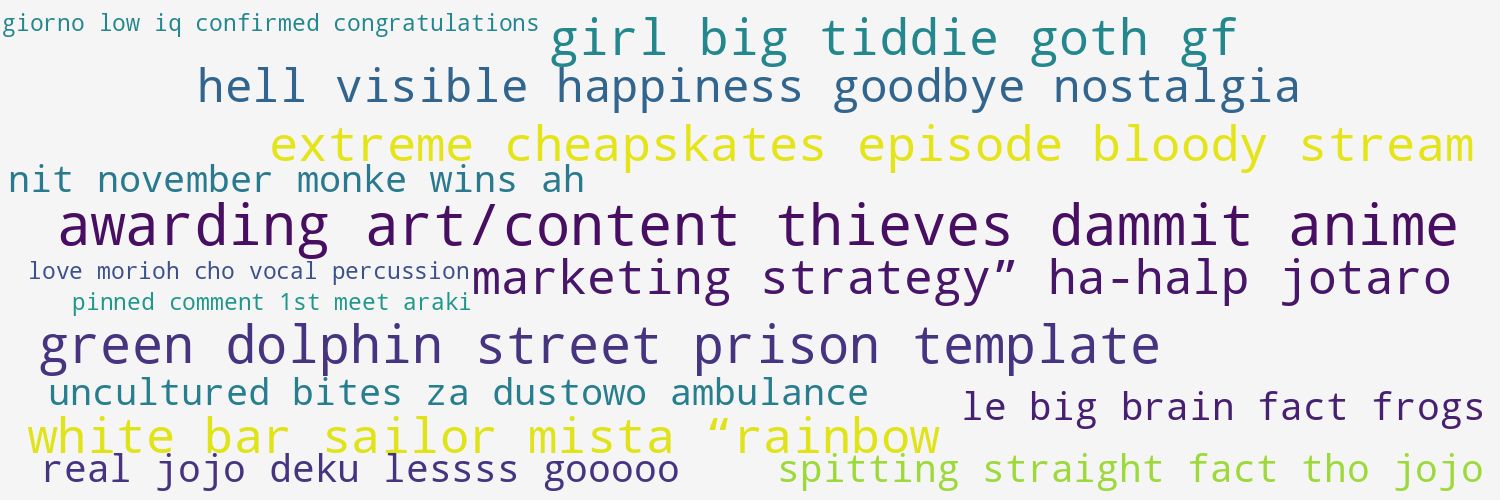 giorno low iq confirmed congratulations
girl big tiddie goth gf
hell visible happiness goodbye nostalgia
extreme cheapskates episode bloody stream
nit november monke wins ah
awarding art/content thieves dammit anime
love morioh cho vocal percussion
marketing strategy” ha-halp jotaro
pinned comment 1st meet araki
green dolphin street prison template
uncultured bites za dustowo ambulance
le big brain fact frogs
white bar sailor mista “rainbow
real jojo deku lessss gooooo
spitting straight fact tho jojo